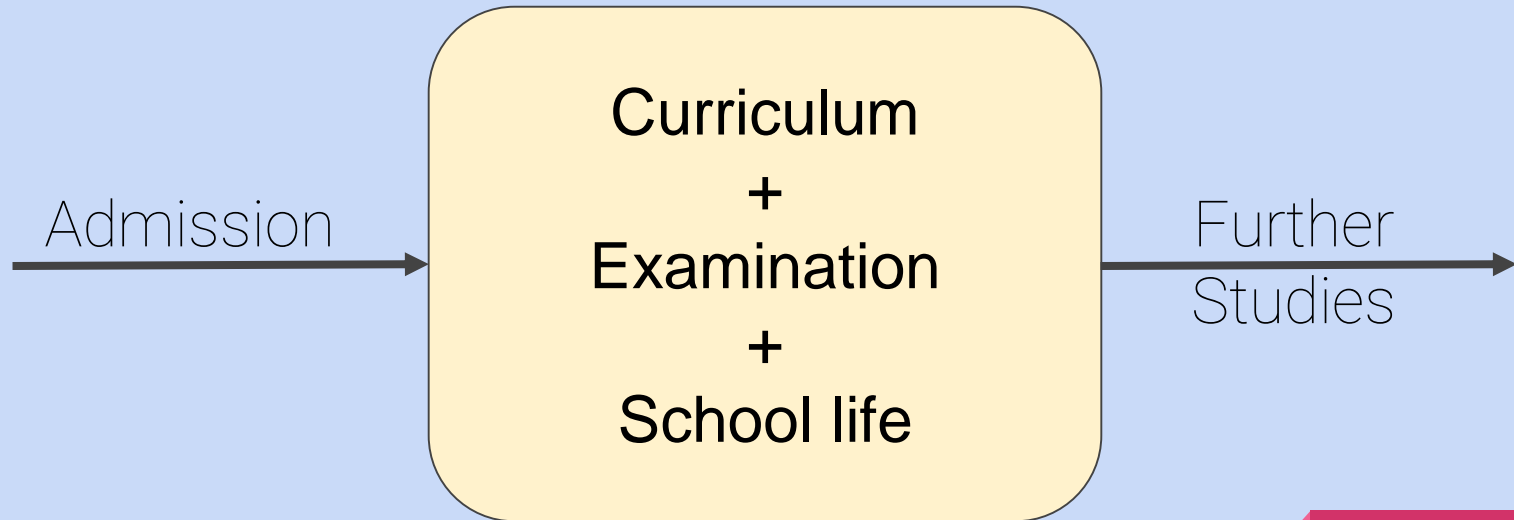 Admission
Curriculum
+
Examination
+
School life
Further
Studies